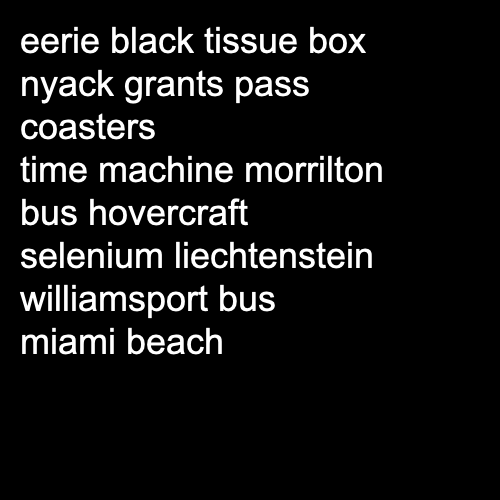 eerie black tissue box
nyack grants pass
coasters
time machine morrilton
bus hovercraft
selenium liechtenstein
williamsport bus
miami beach